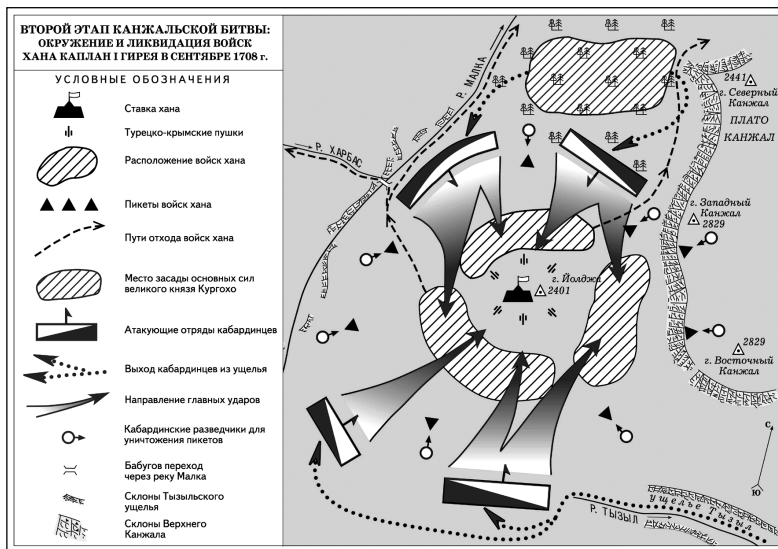 ВТОРОЙ ЭТАП КАНЖАЛЬСКОЙ БИТВЫ:
ОКРУЖЕНИЕ И ЛИКВИДАЦИЯ ВОЙСК
ХАНА КАПЛАН I ГИРЕЯ В СЕНТЯБРЕ 1708 г.
УСЛОВНЫЕ ОБОЗНАЧЕНИЯ
Ставка хана
Турецко-крымские пушки
Расположение войск хана
Пикеты войск хана
Пути отхода войск хана
Место засады основных сил
великого князя Кургохо
Атакующие отряды кабардинцев
Выход кабардинцев из ущелья
Направление главных ударов
Кабардинские разведчики для
уничтожения пикетов
Бабугов переход
через реку Малка
Склоны Тызыльского
ущелья
Склоны Верхнего
Канжала
Р. МАЛКА
Р. ХАРБАС
2441
г. Северный
Канжал
ПЛАТО
КАНЖАЛ
г. Западный
Канжал
2829
г. Йолджа
2401
2829
г. Восточный
Канжал
С
Ю
ущелье Тызыл
Р. ТЫЗЫЛ